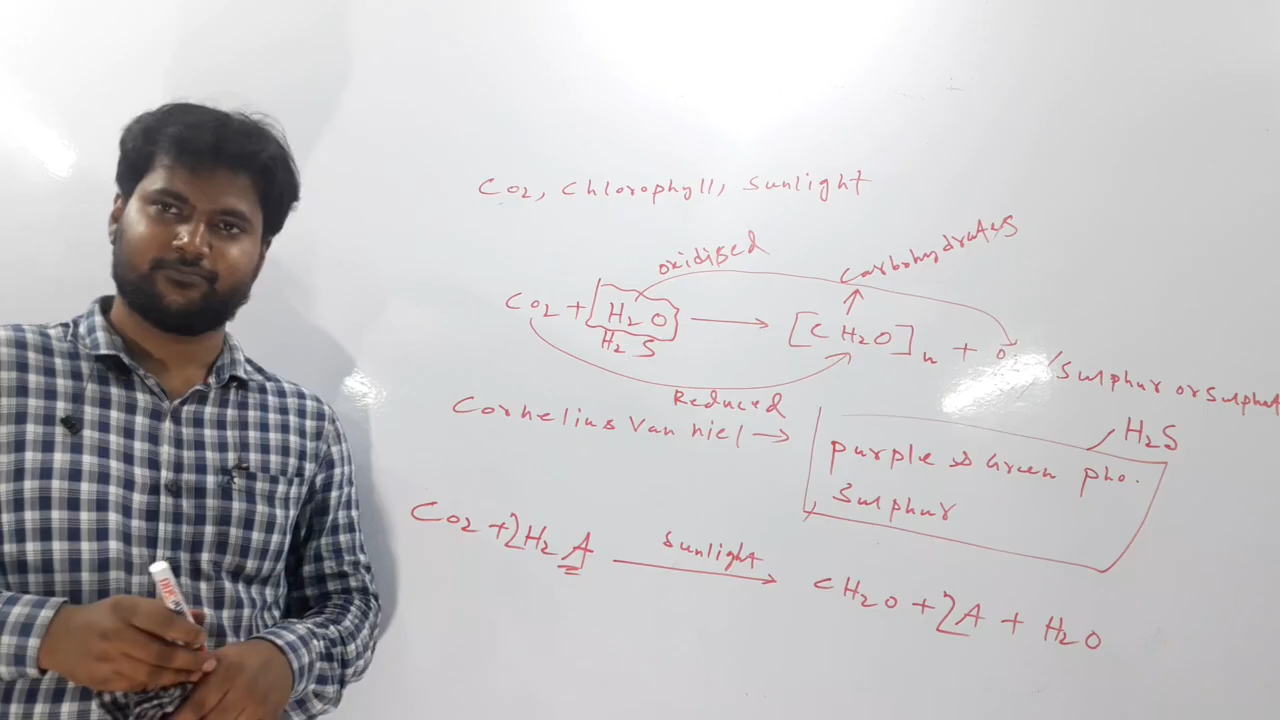 Co2, Chlorophyll, Sunlight
oxidised
Carbohydrates
Co2 + H2O → [CH2O]n + O2 / Sulphur or Sulphat
H2S
Reduced
Cornelius Van niel →
H2S
purple & Green pho.
Sulphur
Co2 + 2H2A → CH2O + 2A + H2O
Sunlight